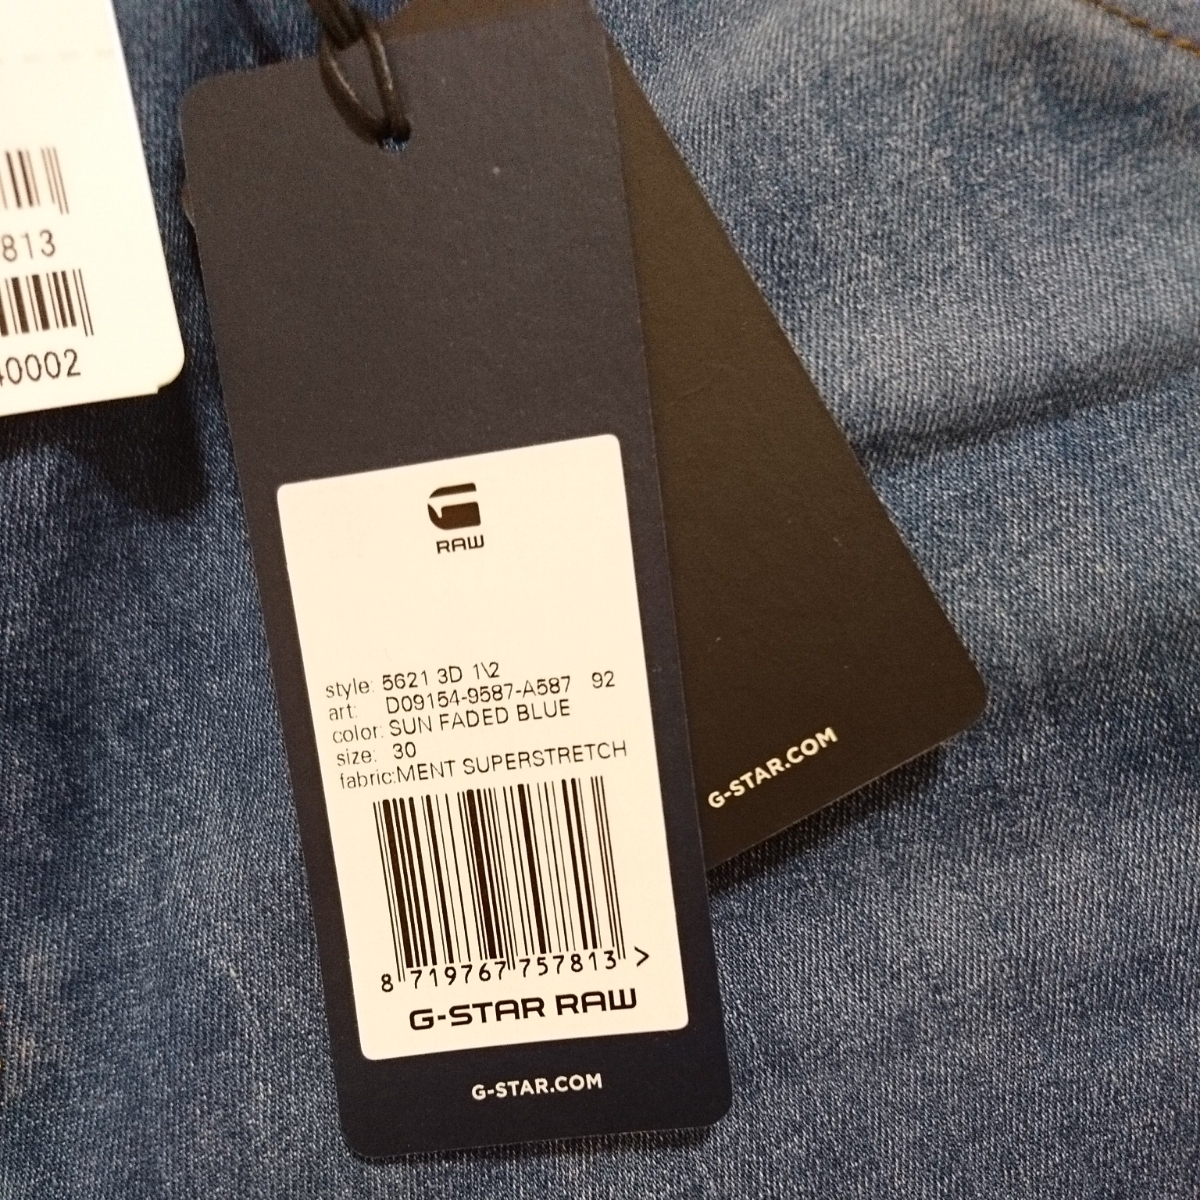 813
40002
RAW
style: 5621 3D 1\2
art: D09154-9587-A587 92
color: SUN FADED BLUE
size: 30
fabric:MENT SUPERSTRETCH
8 719767 757813 >
G-STAR RAW
G-STAR.COM
G-STAR.COM